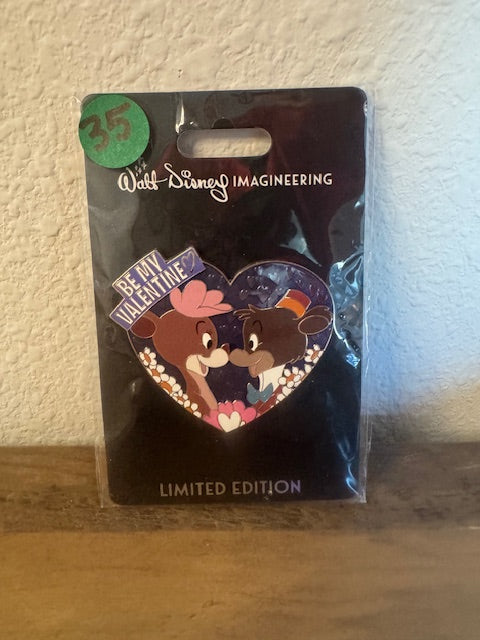 35
Walt Disney IMAGINEERING
BE MY
VALENTINE
LIMITED EDITION